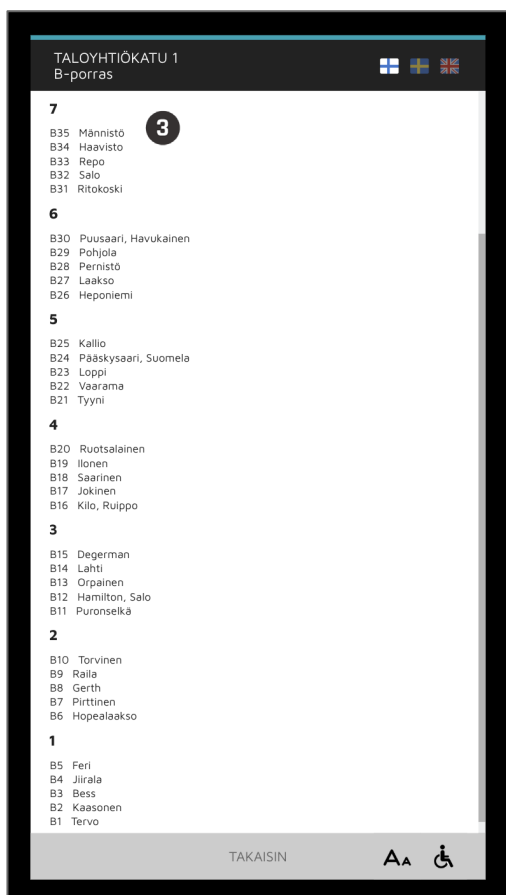 TALOYHTIÖKATU 1
B-porras
7
3
B35 Männistö
B34 Haavisto
B33 Repo
B32 Salo
B31 Ritokoski
6
B30 Puusaari, Havukainen
B29 Pohjola
B28 Pernistö
B27 Laakso
B26 Heponiemi
5
B25 Kallio
B24 Pääskysaari, Suomela
B23 Loppi
B22 Vaarama
B21 Tyyni
4
B20 Ruotsalainen
B19 Ilonen
B18 Saarinen
B17 Jokinen
B16 Kilo, Ruippo
3
B15 Degerman
B14 Lahti
B13 Orpainen
B12 Hamilton, Salo
B11 Puronselkä
2
B10 Torvinen
B9 Raila
B8 Gerth
B7 Pirttinen
B6 Hopealaakso
1
B5 Feri
B4 Jiirala
B3 Bess
B2 Kaasonen
B1 Tervo
TAKAISIN AA